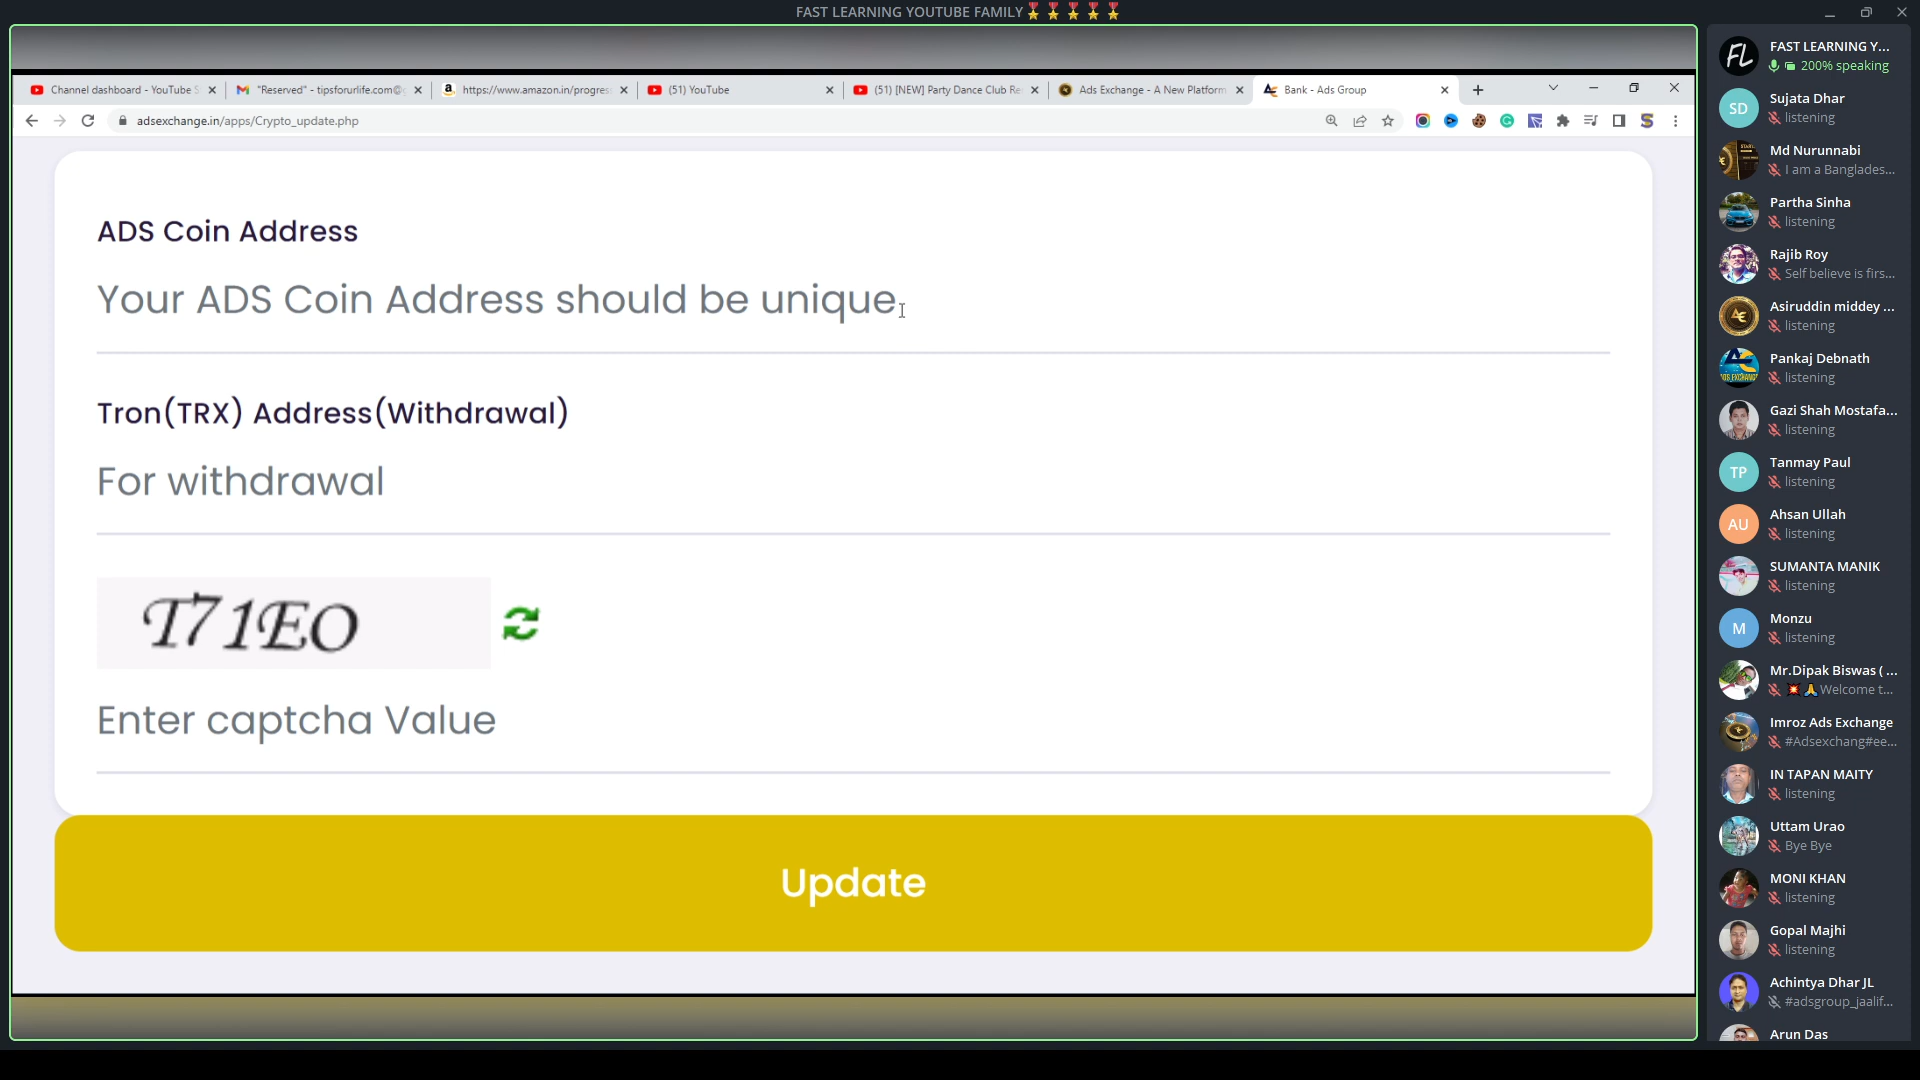 FAST LEARNING YOUTUBE FAMILY🎖🎖🎖🎖🎖
Channel dashboard - YouTube S
"Reserved" - tipsforurlife.com@g
https://www.amazon.in/progres
(51) YouTube
(51) [NEW] Party Dance Club Re
Ads Exchange - A New Platform
Bank - Ads Group
adsexchange.in/apps/Crypto_update.php
ADS Coin Address
Your ADS Coin Address should be unique.
Tron(TRX) Address(Withdrawal)
For withdrawal
T71EO
Enter captcha Value
Update
FAST LEARNING Y...
200% speaking
SD
Sujata Dhar
listening
Md Nurunnabi
I am a Banglades...
Partha Sinha
listening
Rajib Roy
Self believe is firs...
Asiruddin middey ...
listening
Pankaj Debnath
listening
Gazi Shah Mostafa...
listening
TP
Tanmay Paul
listening
AU
Ahsan Ullah
listening
SUMANTA MANIK
listening
M
Monzu
listening
Mr.Dipak Biswas ( ...
💥🙏 Welcome t...
Imroz Ads Exchange
#Adsexchang#ee...
IN TAPAN MAITY
listening
Uttam Urao
Bye Bye
MONI KHAN
listening
Gopal Majhi
listening
Achintya Dhar JL
#adsgroup_jaalif...
Arun Das